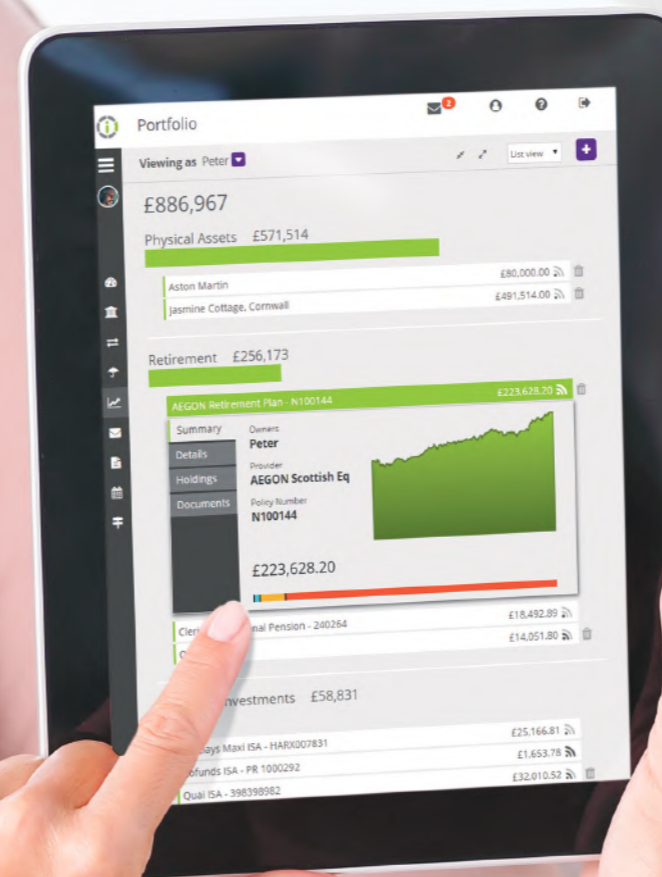 Portfolio
2
Viewing as Peter
List view
£886,967
Physical Assets £571,514
Aston Martin £80,000.00
Jasmine Cottage, Cornwall £491,514.00
Retirement £256,173
AEGON Retirement Plan - N100144 £223,628.20
Summary
Details
Holdings
Documents
Owners
Peter
Provider
AEGON Scottish Eq
Policy Number
N100144
£223,628.20
nal Pension - 240264 £18,492.89
£14,051.80
nvestments £58,831
ays Maxi ISA - HARX007831 £25,166.81
ofunds ISA - PR 1000292 £1,653.78
Quai ISA - 398398982 £32,010.52